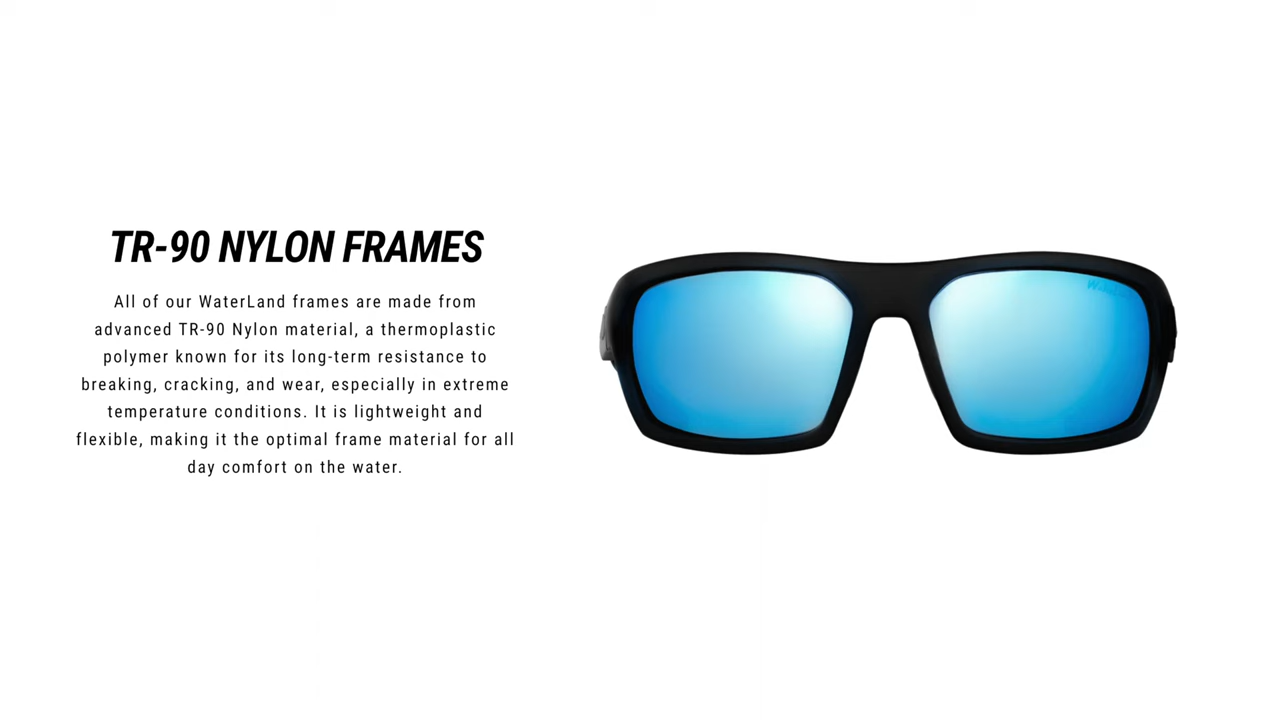 TR-90 NYLON FRAMES
All of our WaterLand frames are made from
advanced TR-90 Nylon material, a thermoplastic
polymer known for its long-term resistance to
breaking, cracking, and wear, especially in extreme
temperature conditions. It is lightweight and
flexible, making it the optimal frame material for all
day comfort on the water.